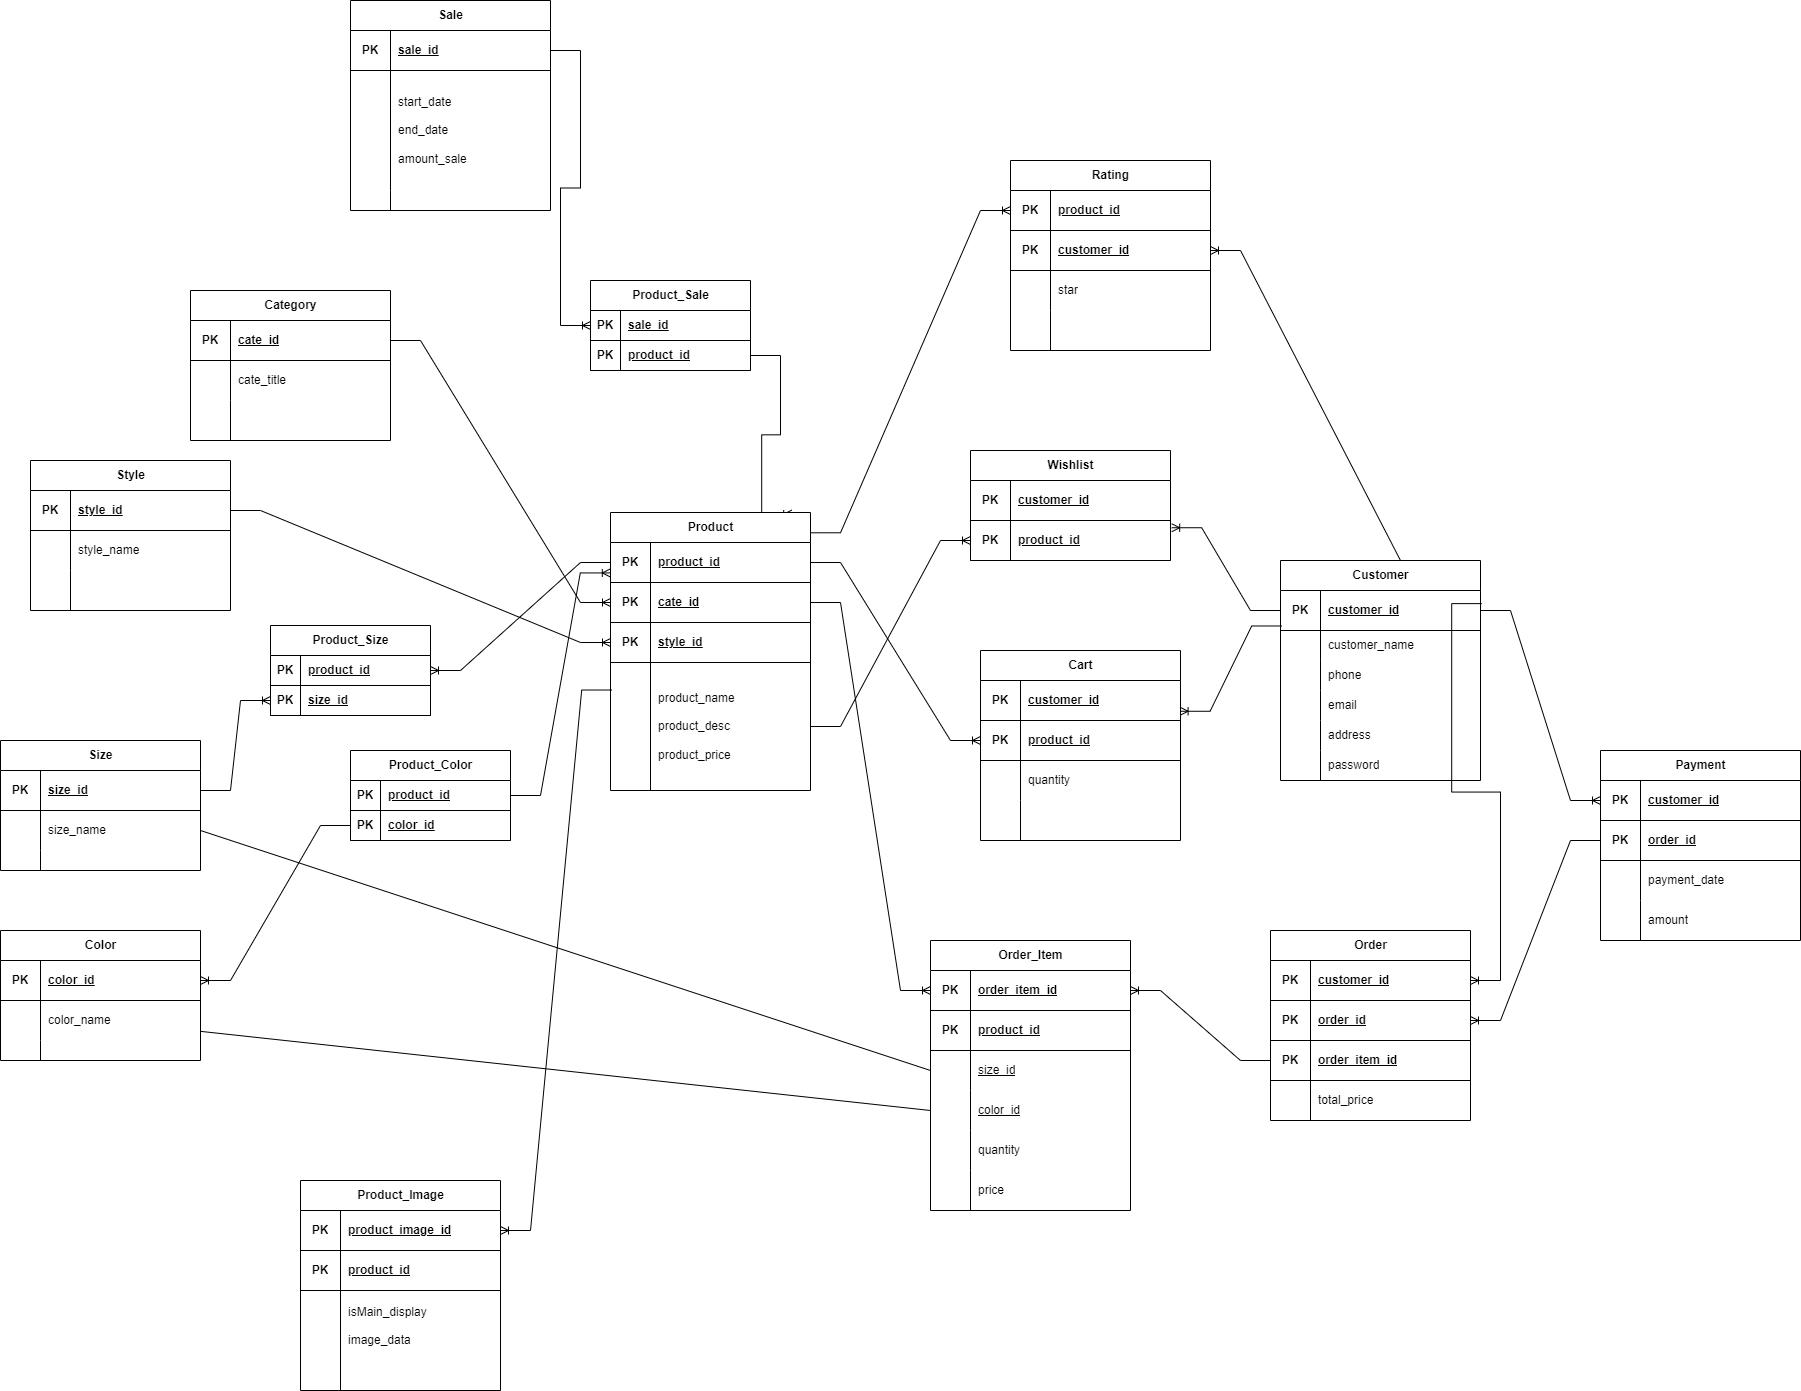 Sale
PK sale_id
start_date
end_date
amount_sale
Rating
PK product_id
PK customer_id
star
Category
PK cate_id
cate_title
Product_Sale
PK sale_id
PK product_id
Style
PK style_id
style_name
Wishlist
PK customer_id
PK product_id
Product
PK product_id
PK cate_id
PK style_id
product_name
product_desc
product_price
Customer
PK customer_id
customer_name
phone
email
address
password
Product_Size
PK product_id
PK size_id
Cart
PK customer_id
PK product_id
quantity
Size
PK size_id
size_name
Product_Color
PK product_id
PK color_id
Payment
PK customer_id
PK order_id
payment_date
amount
Color
PK color_id
color_name
Order_Item
PK order_item_id
PK product_id
size_id
color_id
quantity
price
Order
PK customer_id
PK order_id
PK order_item_id
total_price
Product_Image
PK product_image_id
PK product_id
isMain_display
image_data